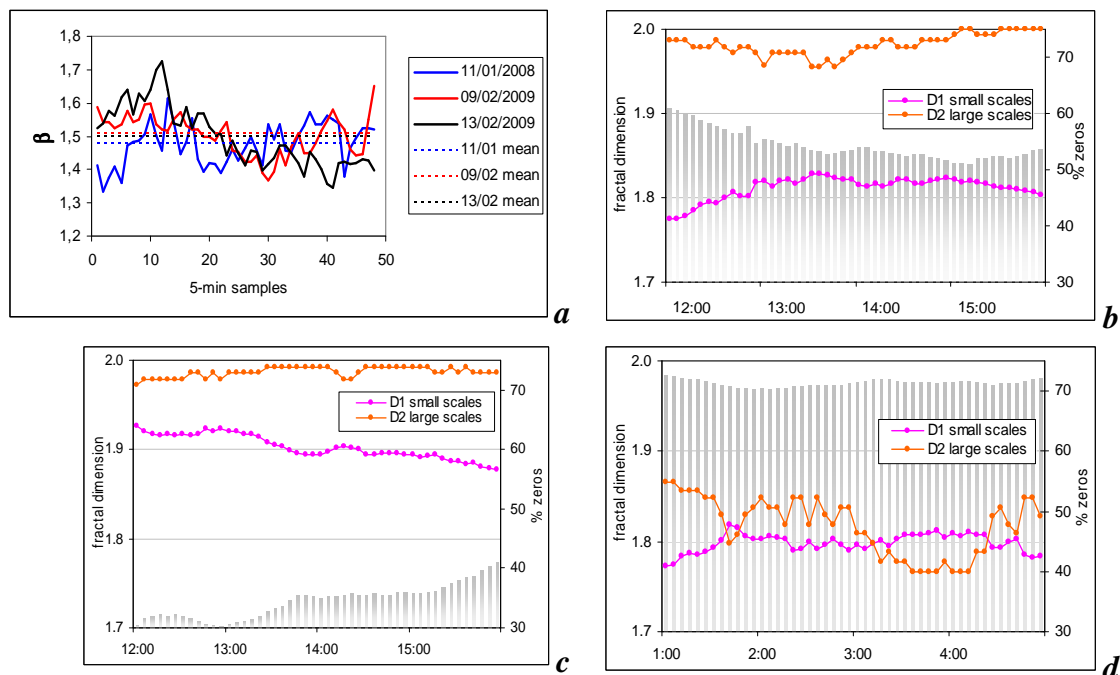 1,8
1,7
1,6
1,5
1,4
1,3
1,2
β
0 10 20 30 40 50
5-min samples
11/01/2008
09/02/2009
13/02/2009
11/01 mean
09/02 mean
13/02 mean
a
2.0
1.9
1.8
1.7
fractal dimension
D1 small scales
D2 large scales
70
60
50
40
30
% zeros
12:00 13:00 14:00 15:00
b
2.0
1.9
1.8
1.7
fractal dimension
D1 small scales
D2 large scales
70
60
50
40
30
% zeros
12:00 13:00 14:00 15:00
c
2.0
1.9
1.8
1.7
fractal dimension
D1 small scales
D2 large scales
70
60
50
40
30
% zeros
1:00 2:00 3:00 4:00
d